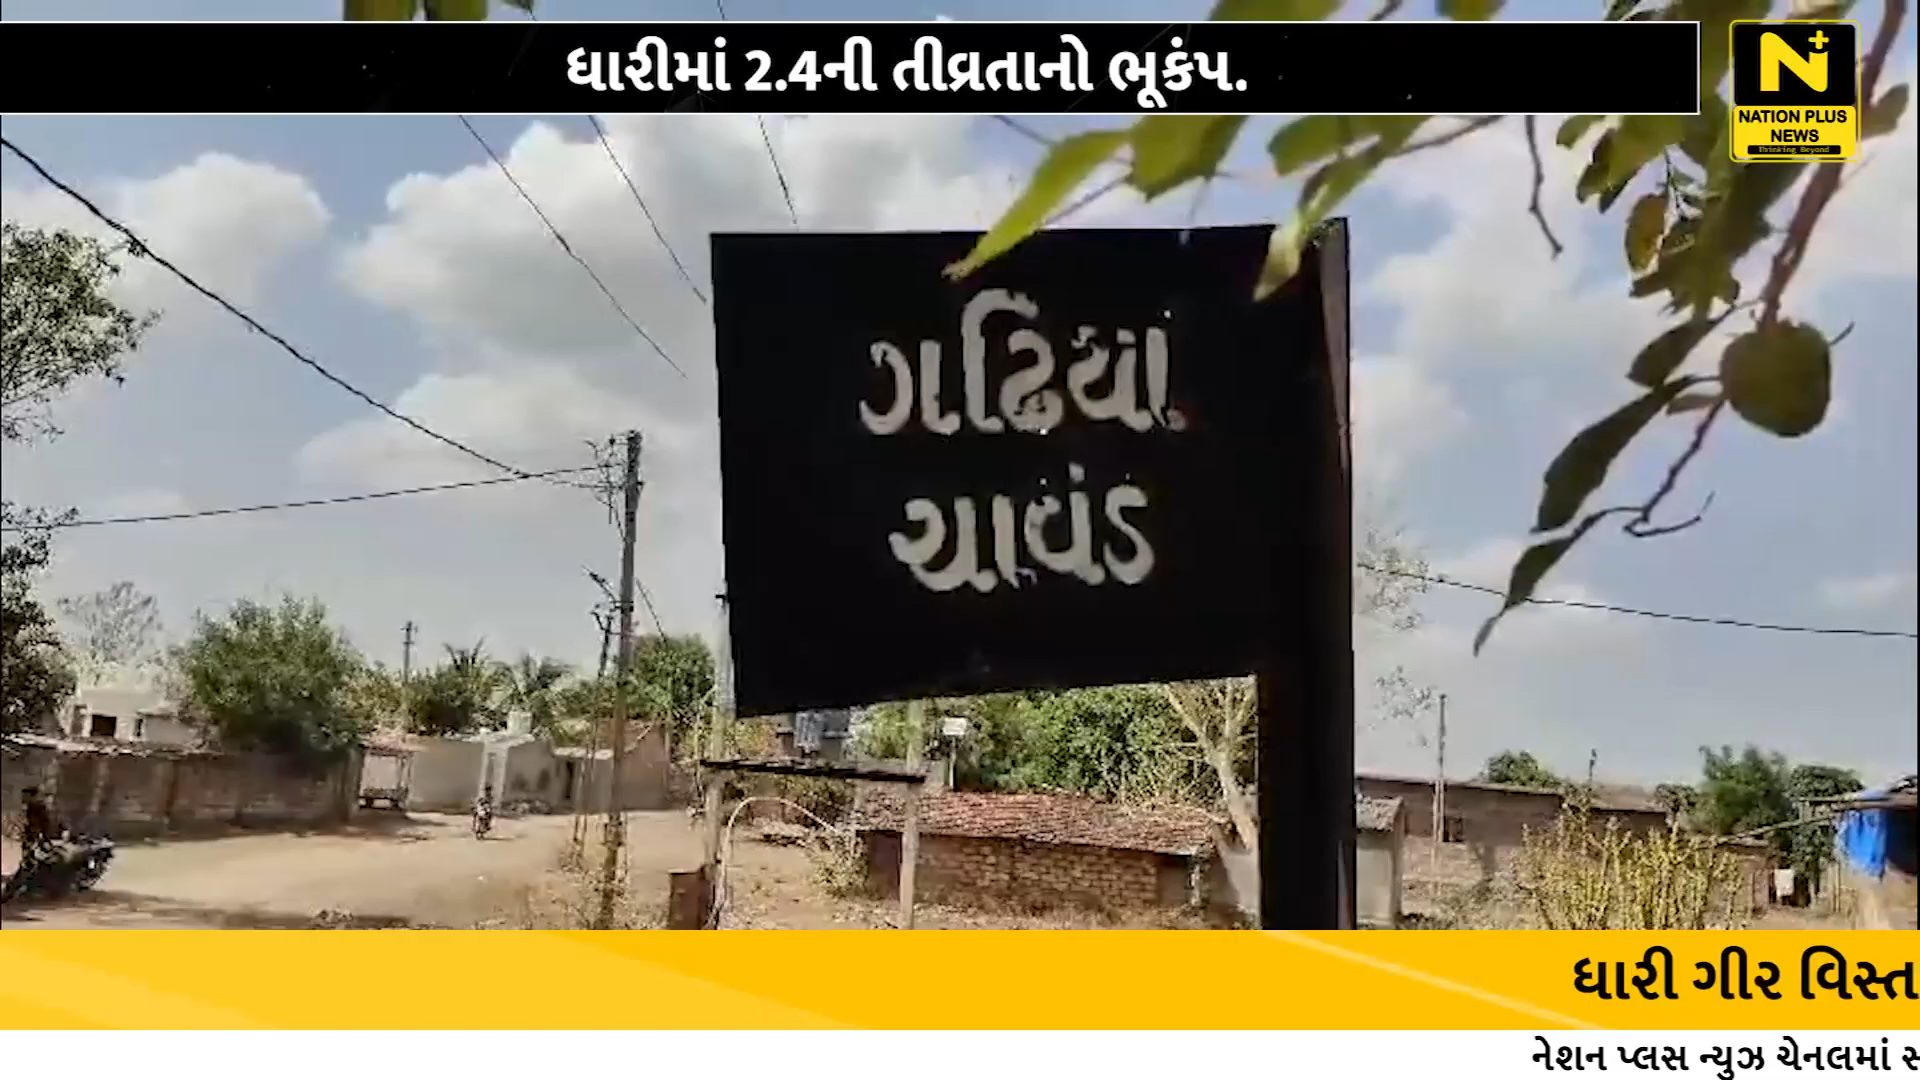 ધારીમાં 2.4ની તીવ્રતાનો ભૂકંપ.
NATION PLUS
NEWS
Thinking Beyond
ગઢિયા
ચાવંડ
ધારી ગીર વિસ્ત
નેશન પ્લસ ન્યુઝ ચેનલમાં સ